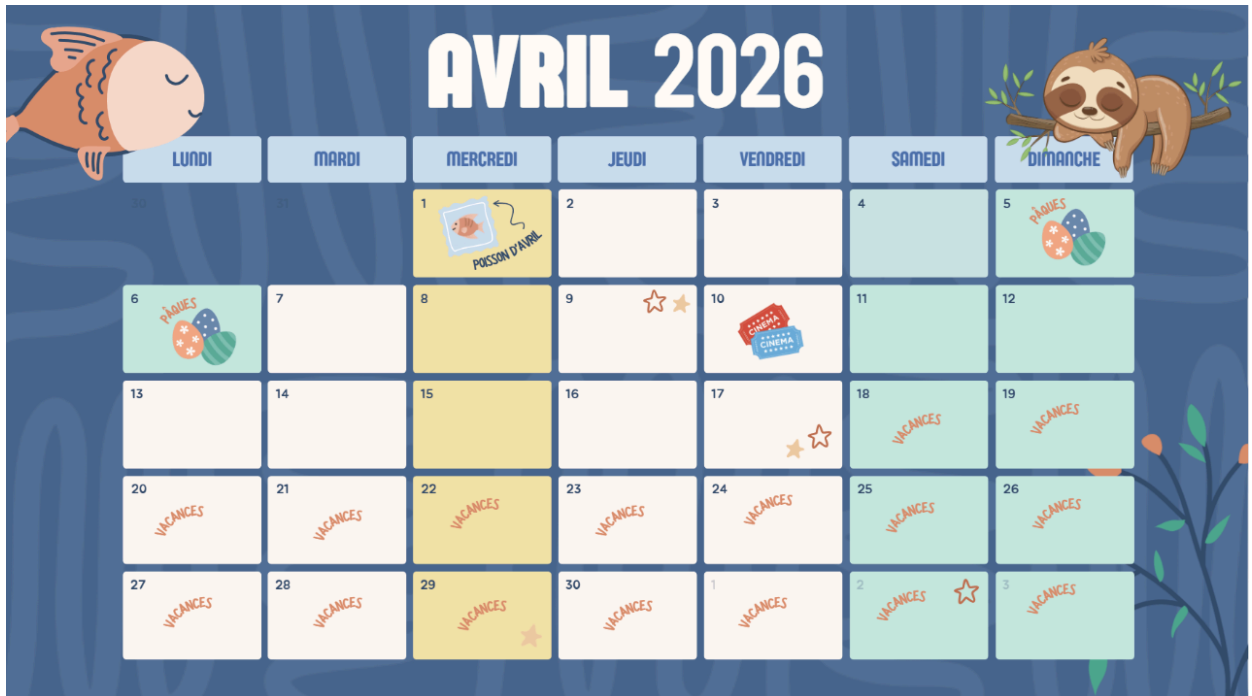 AVRIL 2026
LUNDI MARDI MERCREDI JEUDI VENDREDI SAMEDI DIMANCHE
30 31 1 2 3 4 5
POISSON D'AVRIL
PÂQUES
6 7 8 9 10 11 12
PÂQUES
CINEMA
CINEMA
13 14 15 16 17 18 19
VACANCES VACANCES
20 21 22 23 24 25 26
VACANCES VACANCES VACANCES VACANCES VACANCES VACANCES VACANCES
27 28 29 30 1 2 3
VACANCES VACANCES VACANCES VACANCES VACANCES VACANCES VACANCES